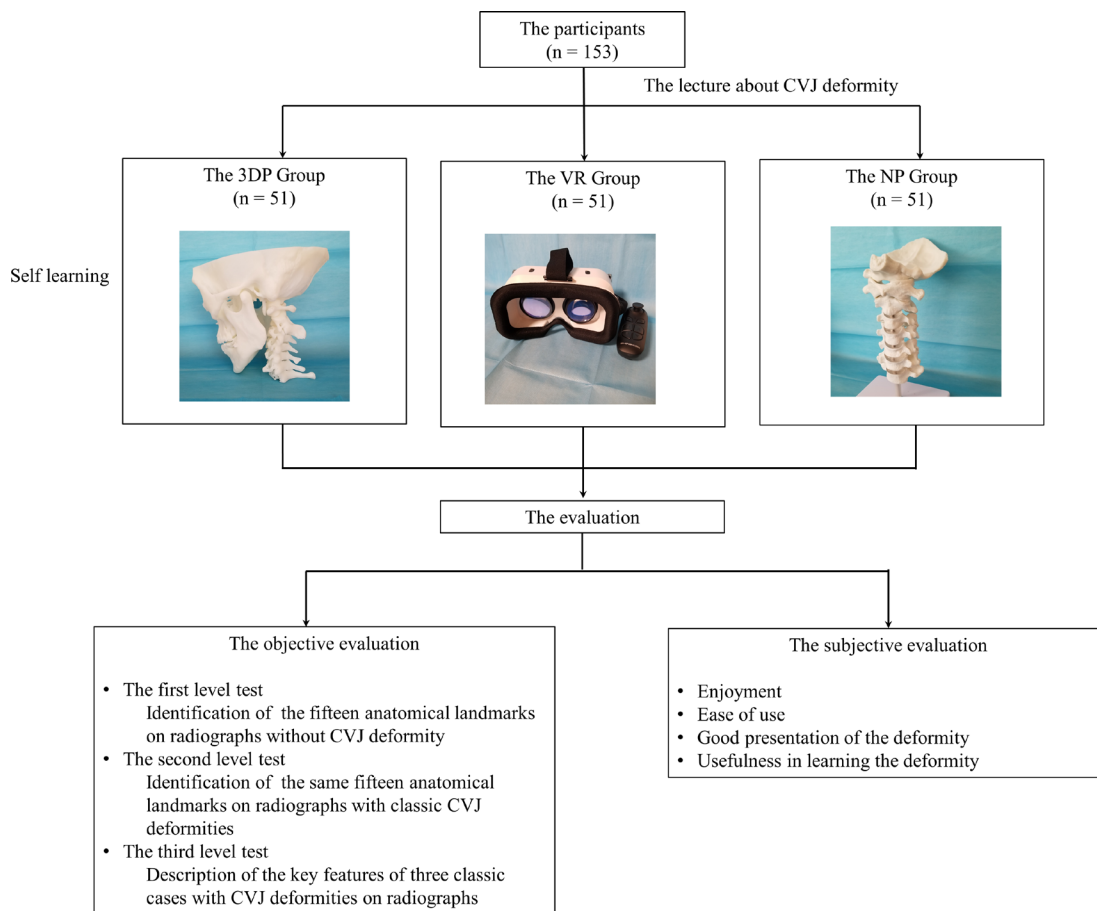 The participants
(n = 153)
The lecture about CVJ deformity
The 3DP Group
(n = 51)
The VR Group
(n = 51)
The NP Group
(n = 51)
Self learning
The evaluation
The objective evaluation
• The first level test
Identification of the fifteen anatomical landmarks
on radiographs without CVJ deformity
• The second level test
Identification of the same fifteen anatomical
landmarks on radiographs with classic CVJ
deformities
• The third level test
Description of the key features of three classic
cases with CVJ deformities on radiographs
The subjective evaluation
• Enjoyment
• Ease of use
• Good presentation of the deformity
• Usefulness in learning the deformity